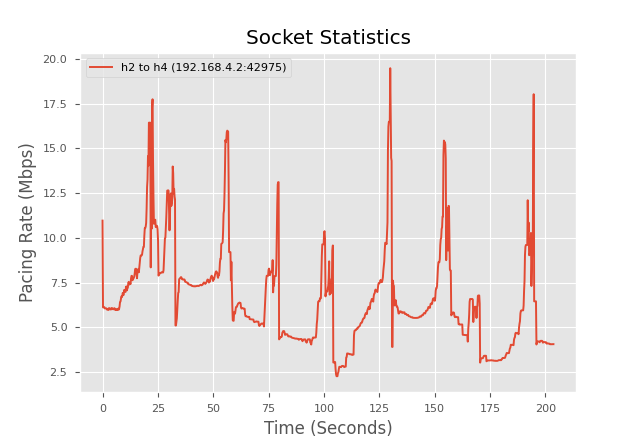 Socket Statistics
h2 to h4 (192.168.4.2:42975)
Pacing Rate (Mbps)
20.0
17.5
15.0
12.5
10.0
7.5
5.0
2.5
0 25 50 75 100 125 150 175 200
Time (Seconds)